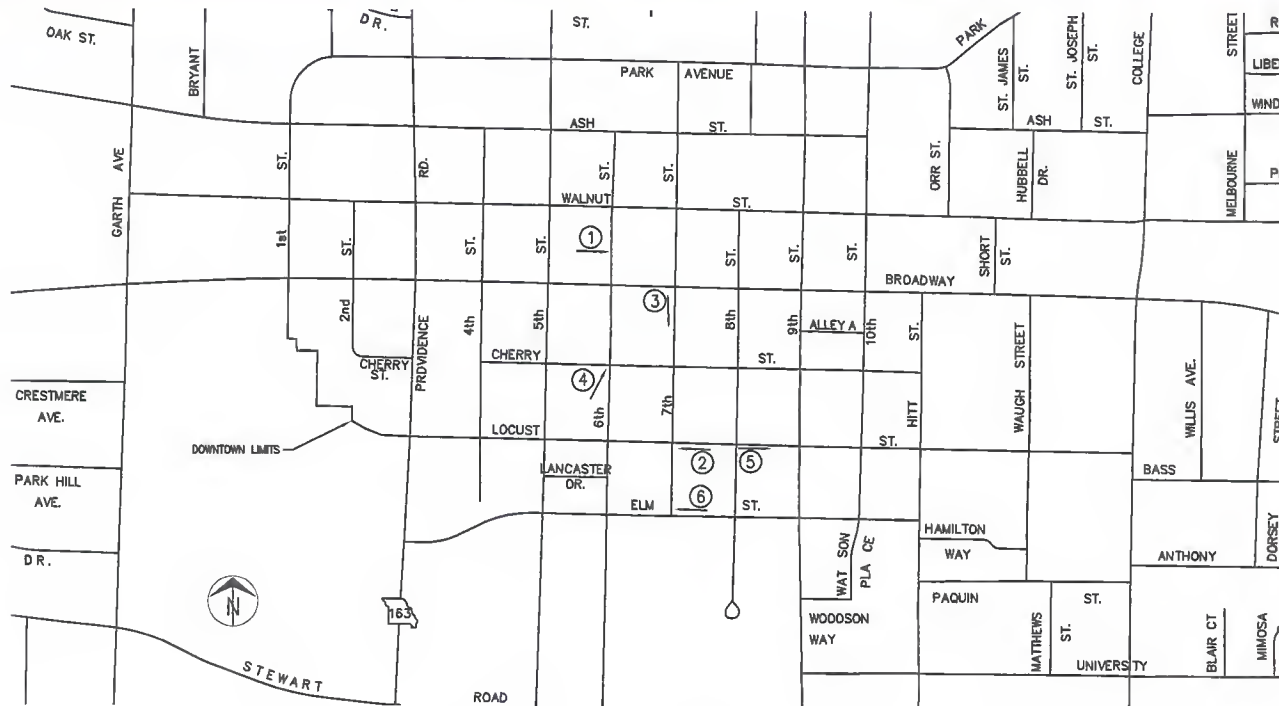 OAK ST.
DR.
ST.
PARK
ST. JAMES
ST.
ST. JOSEPH
ST.
COLLEGE
STREET
R
LIBE
WIND
BRYANT
PARK AVENUE
ASH ST.
ASH ST.
GARTH AVE
ST.
RD.
ST.
ST.
ORR ST.
HUBBELL
DR.
MELBOURNE
P
WALNUT ST.
1st
ST.
ST.
ST.
1
ST.
ST.
ST.
BROADWAY
SHORT
ST.
2nd
PROVIDENCE
4th
5th
3
8th
9th
ALLEY A
10th
ST.
WAUGH STREET
CHERRY
ST.
CHERRY ST.
CRESTMERE
AVE.
4
6th
7th
HITT
WILLIS AVE.
STREET
DOWNTOWN LIMITS
LOCUST ST.
PARK HILL
AVE.
LANCASTER
DR.
2
5
BASS
6
ELM ST.
DR.
HAMILTON
WAY
ANTHONY
DORSEY
N
163
WAT SON
PLA CE
PAQUIN ST.
WOODSON
WAY
MATTHEWS
ST.
BLAIR CT
MIMOSA
STEWART
ROAD
UNIVERSITY